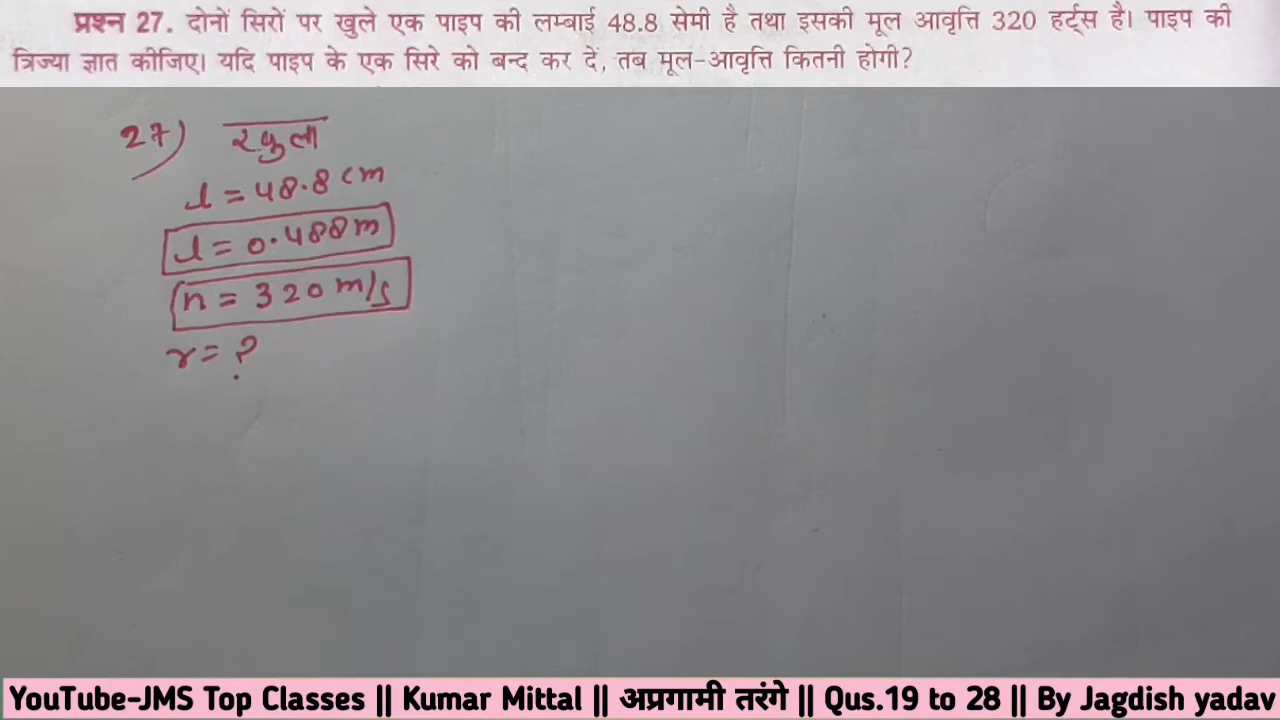 प्रश्न 27. दोनों सिरों पर खुले एक पाइप की लम्बाई 48.8 सेमी है तथा इसकी मूल आवृत्ति 320 हर्ट्स है। पाइप की
त्रिज्या ज्ञात कीजिए। यदि पाइप के एक सिरे को बन्द कर दें, तब मूल-आवृत्ति कितनी होगी?
27) खुला
l = 48.8 cm
l = 0.488 m
n = 320 m/s
r = ?
YouTube-JMS Top Classes || Kumar Mittal || अप्रगामी तरंगे || Qus.19 to 28 || By Jagdish yadav